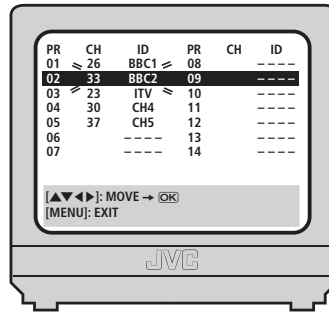 PR CH ID PR CH ID
01 26 BBC1 08 ----
02 33 BBC2 09 ----
03 23 ITV 10 ----
04 30 CH4 11 ----
05 37 CH5 12 ----
06 ---- 13 ----
07 ---- 14 ----
[▲▼◀▶]: MOVE → OK
[MENU]: EXIT
JVC